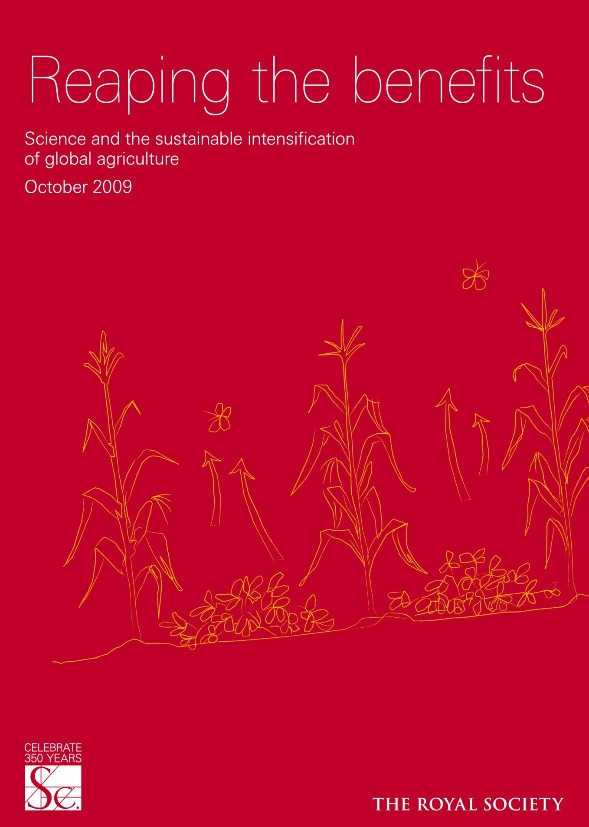 Reaping the benefits
Science and the sustainable intensification
of global agriculture
October 2009
CELEBRATE
350 YEARS
Se.
THE ROYAL SOCIETY